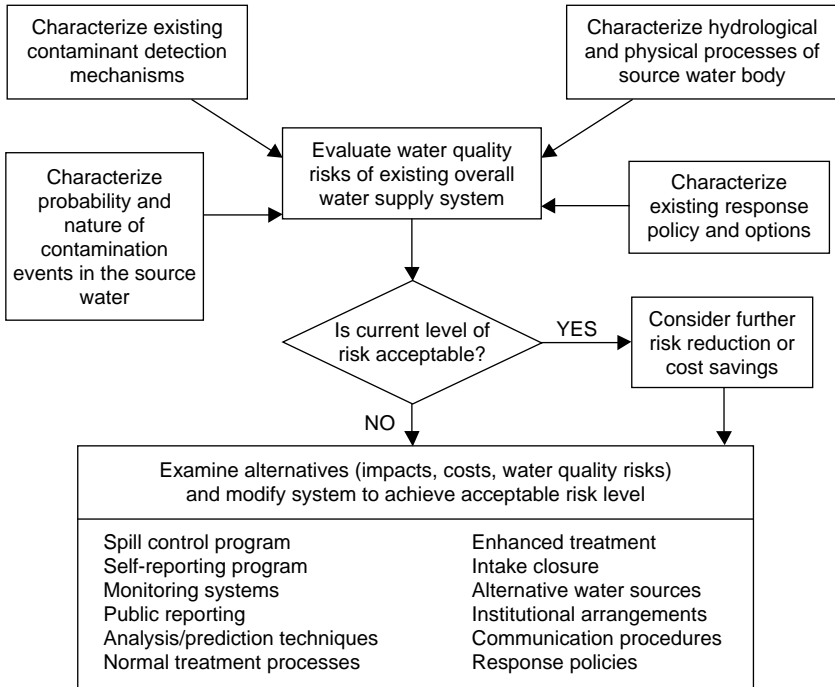 Characterize existing
contaminant detection
mechanisms
Characterize hydrological
and physical processes of
source water body
Evaluate water quality
risks of existing overall
water supply system
Characterize
probability and
nature of
contamination
events in the source
water
Characterize
existing response
policy and options
Is current level of
risk acceptable?
YES
Consider further
risk reduction or
cost savings
NO
Examine alternatives (impacts, costs, water quality risks)
and modify system to achieve acceptable risk level
Spill control program
Self-reporting program
Monitoring systems
Public reporting
Analysis/prediction techniques
Normal treatment processes
Enhanced treatment
Intake closure
Alternative water sources
Institutional arrangements
Communication procedures
Response policies